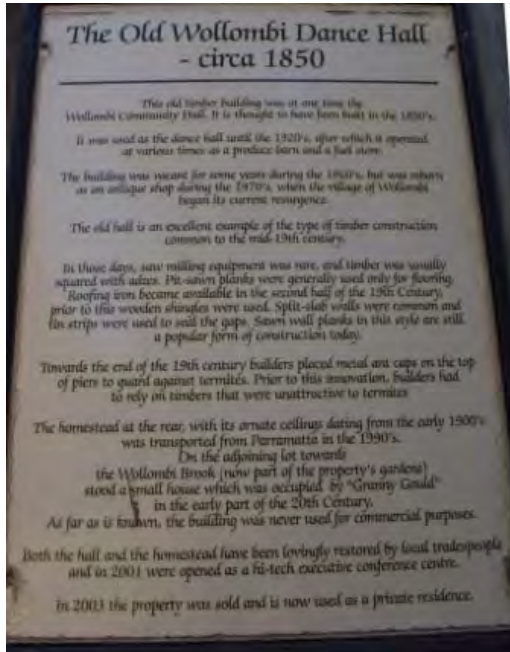 The Old Wollombi Dance Hall
- circa 1850
This old timber building was at one time the
Wollombi Community Hall. It is thought to have been built in the 1850's.
It was used as the dance hall until the 1920's, after which it operated
at various times as a produce barn and a fuel store.
The building was vacant for some years during the 1960's, but was reborn
as an antique shop during the 1970's, when the village of Wollombi
began its current resurgence.
The old hall is an excellent example of the type of timber construction
common to the mid-19th century.
In those days, saw milling equipment was rare, and timber was usually
squared with adzes. Pit-sawn planks were generally used only for flooring.
Roofing iron became available in the second half of the 19th Century,
prior to this wooden shingles were used. Split-slab walls were common and
tin strips were used to seal the gaps. Sawn wall planks in this style are still
a popular form of construction today.
Towards the end of the 19th century builders placed metal ant caps on the top
of piers to guard against termites. Prior to this innovation, builders had
to rely on timbers that were unattractive to termites
The homestead at the rear, with its ornate ceilings dating from the early 1900's
was transported from Parramatta in the 1990's.
On the adjoining lot towards
the Wollombi Brook (now part of the property's gardens)
stood a small house which was occupied by "Granny Gould"
in the early part of the 20th Century.
As far as is known, the building was never used for commercial purposes.
Both the hall and the homestead have been lovingly restored by local tradespeople
and in 2001 were opened as a hi-tech executive conference centre.
In 2003 the property was sold and is now used as a private residence.